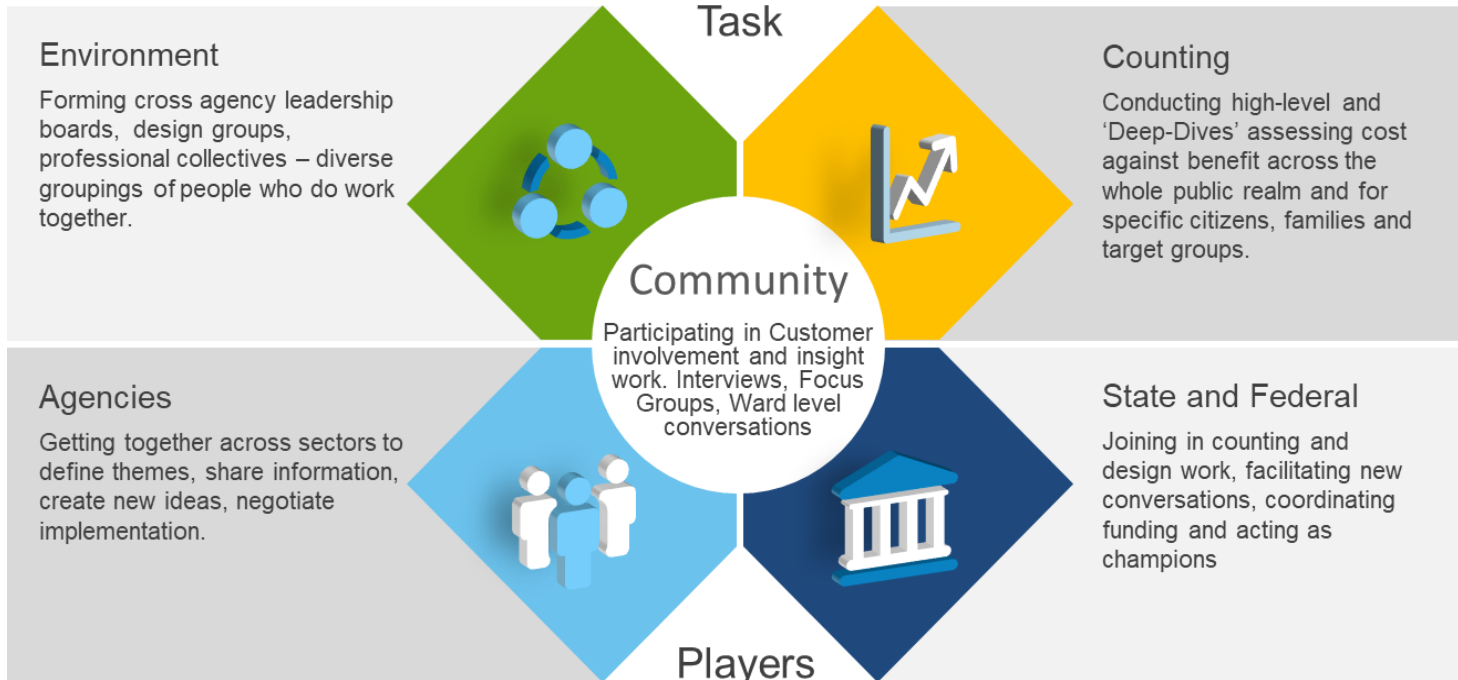 Task
Environment
Forming cross agency leadership
boards, design groups,
professional collectives – diverse
groupings of people who do work
together.
Counting
Conducting high-level and
‘Deep-Dives’ assessing cost
against benefit across the
whole public realm and for
specific citizens, families and
target groups.
Community
Participating in Customer
involvement and insight
work. Interviews, Focus
Groups, Ward level
conversations
Agencies
Getting together across sectors to
define themes, share information,
create new ideas, negotiate
implementation.
State and Federal
Joining in counting and
design work, facilitating new
conversations, coordinating
funding and acting as
champions
Players